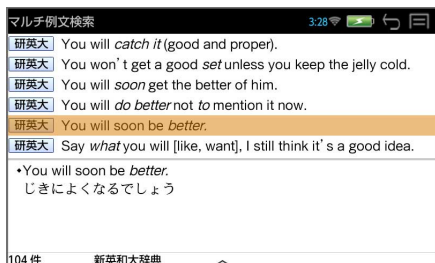 マルチ例文検索 3:28
研英大 You will catch it (good and proper).
研英大 You won't get a good set unless you keep the jelly cold.
研英大 You will soon get the better of him.
研英大 You will do better not to mention it now.
研英大 You will soon be better.
研英大 Say what you will [like, want], I still think it's a good idea.
◆You will soon be better.
じきによくなるでしょう
104 件 新英和大辞典